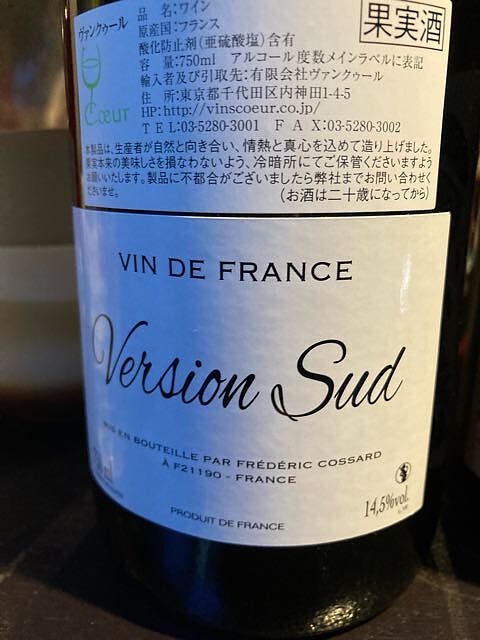 ヴァンクゥール
Cœur
品 名:ワイン
果実酒
原産国:フランス
酸化防止剤(亜硫酸塩)含有
容 量:750ml アルコール度数メインラベルに表記
輸入者及び引取先:有限会社ヴァンクゥール
住 所:東京都千代田区内神田1-4-5
HP:http://vinscoeur.co.jp/
TEL:03-5280-3001 FAX:03-5280-3002
本製品は、生産者が自然と向き合い、情熱と真心を込めて造り上げました。
果実本来の美味しさを損なわないよう、冷暗所にてご保管くださいますよう
お願いいたします。製品に不都合がございましたら弊社までお問い合わせく
ださいませ。 (お酒は二十歳になってから)
VIN DE FRANCE
Version Sud
MIS EN BOUTEILLE PAR FRÉDÉRIC COSSARD
À F21190 - FRANCE
14,5%vol.
PRODUIT DE FRANCE